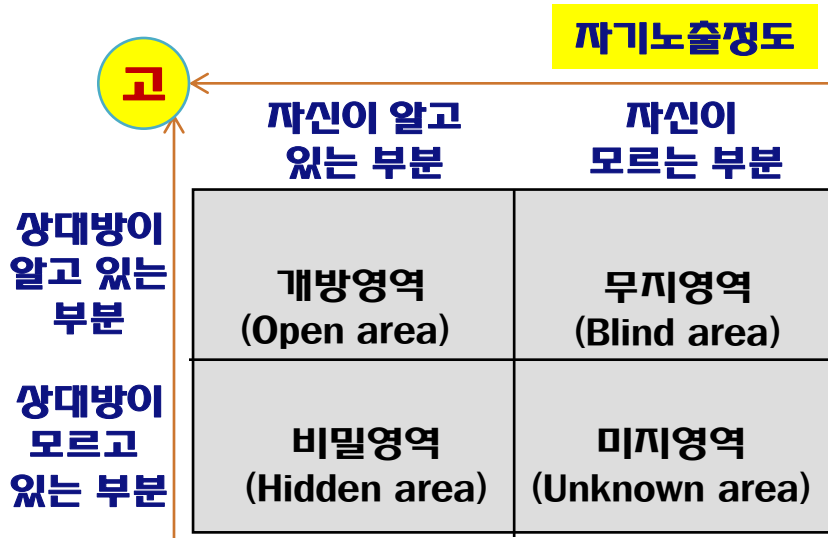 자기노출정도
고
자신이 알고
있는 부분
자신이
모르는 부분
상대방이
알고 있는
부분
개방영역
(Open area)
무지영역
(Blind area)
상대방이
모르고
있는 부분
비밀영역
(Hidden area)
미지영역
(Unknown area)